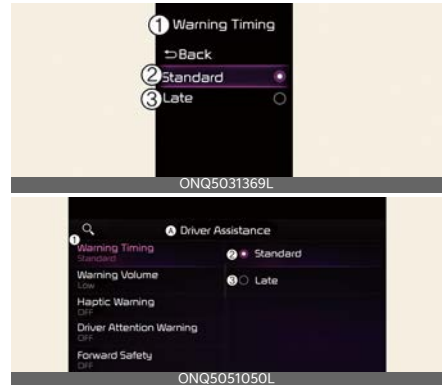 ① Warning Timing
⮌Back
② Standard
③ Late
ONQ5031369L
Ⓐ Driver Assistance
① Warning Timing
Standard
② Standard
Warning Volume
Low
③ Late
Haptic Warning
OFF
Driver Attention Warning
OFF
Forward Safety
OFF
ONQ5051050L